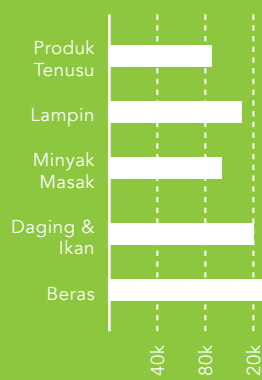 Produk
Tenusu
Lampin
Minyak
Masak
Daging &
Ikan
Beras
40k
80k
20k